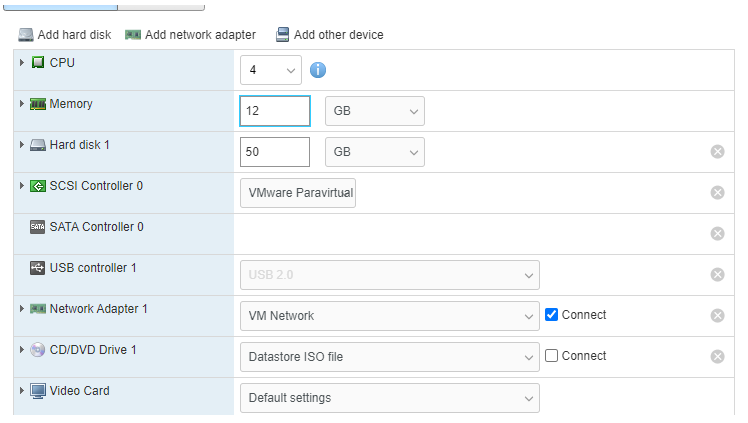 Add hard disk Add network adapter Add other device
CPU 4
Memory 12 GB
Hard disk 1 50 GB
SCSI Controller 0 VMware Paravirtual
SATA SATA Controller 0
USB controller 1 USB 2.0
Network Adapter 1 VM Network Connect
CD/DVD Drive 1 Datastore ISO file Connect
Video Card Default settings